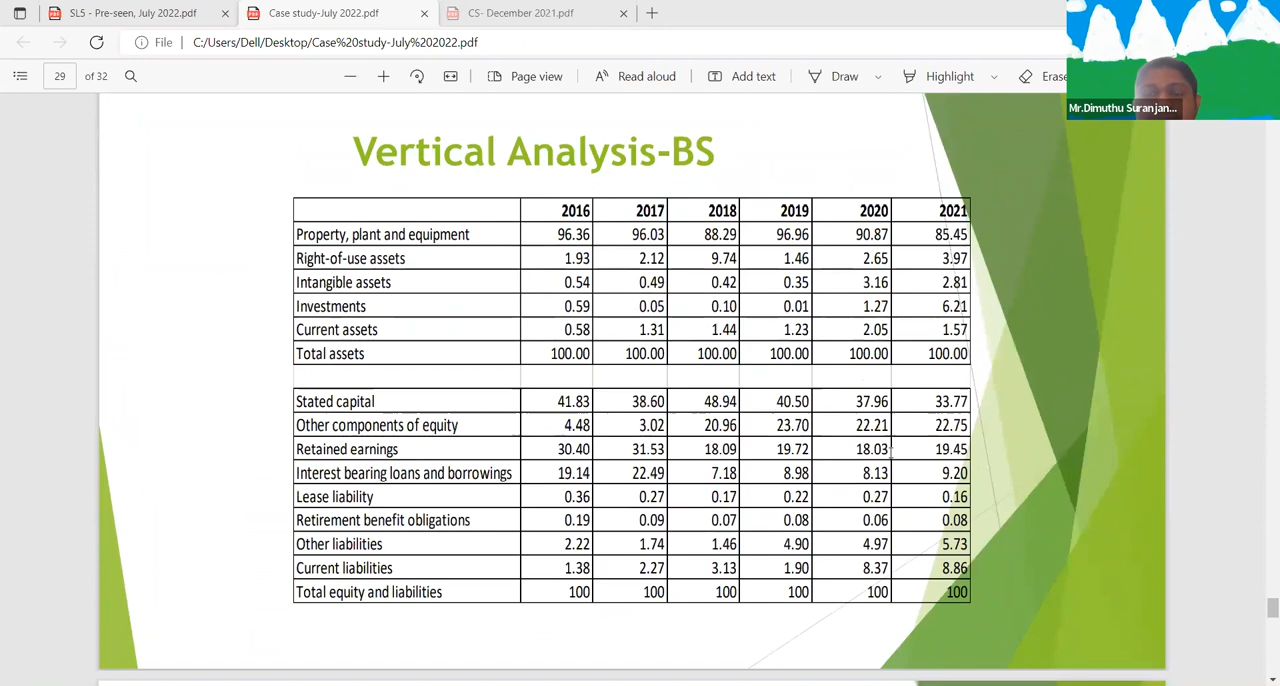 SL5 - Pre-seen, July 2022.pdf Case study-July 2022.pdf CS- December 2021.pdf
File C:/Users/Dell/Desktop/Case%20study-July%202022.pdf
29 of 32 Page view Read aloud Add text Draw Highlight Erase
Mr.Dimuthu Suranjan...
Vertical Analysis-BS
2016 2017 2018 2019 2020 2021
Property, plant and equipment 96.36 96.03 88.29 96.96 90.87 85.45
Right-of-use assets 1.93 2.12 9.74 1.46 2.65 3.97
Intangible assets 0.54 0.49 0.42 0.35 3.16 2.81
Investments 0.59 0.05 0.10 0.01 1.27 6.21
Current assets 0.58 1.31 1.44 1.23 2.05 1.57
Total assets 100.00 100.00 100.00 100.00 100.00 100.00
Stated capital 41.83 38.60 48.94 40.50 37.96 33.77
Other components of equity 4.48 3.02 20.96 23.70 22.21 22.75
Retained earnings 30.40 31.53 18.09 19.72 18.03 19.45
Interest bearing loans and borrowings 19.14 22.49 7.18 8.98 8.13 9.20
Lease liability 0.36 0.27 0.17 0.22 0.27 0.16
Retirement benefit obligations 0.19 0.09 0.07 0.08 0.06 0.08
Other liabilities 2.22 1.74 1.46 4.90 4.97 5.73
Current liabilities 1.38 2.27 3.13 1.90 8.37 8.86
Total equity and liabilities 100 100 100 100 100 100